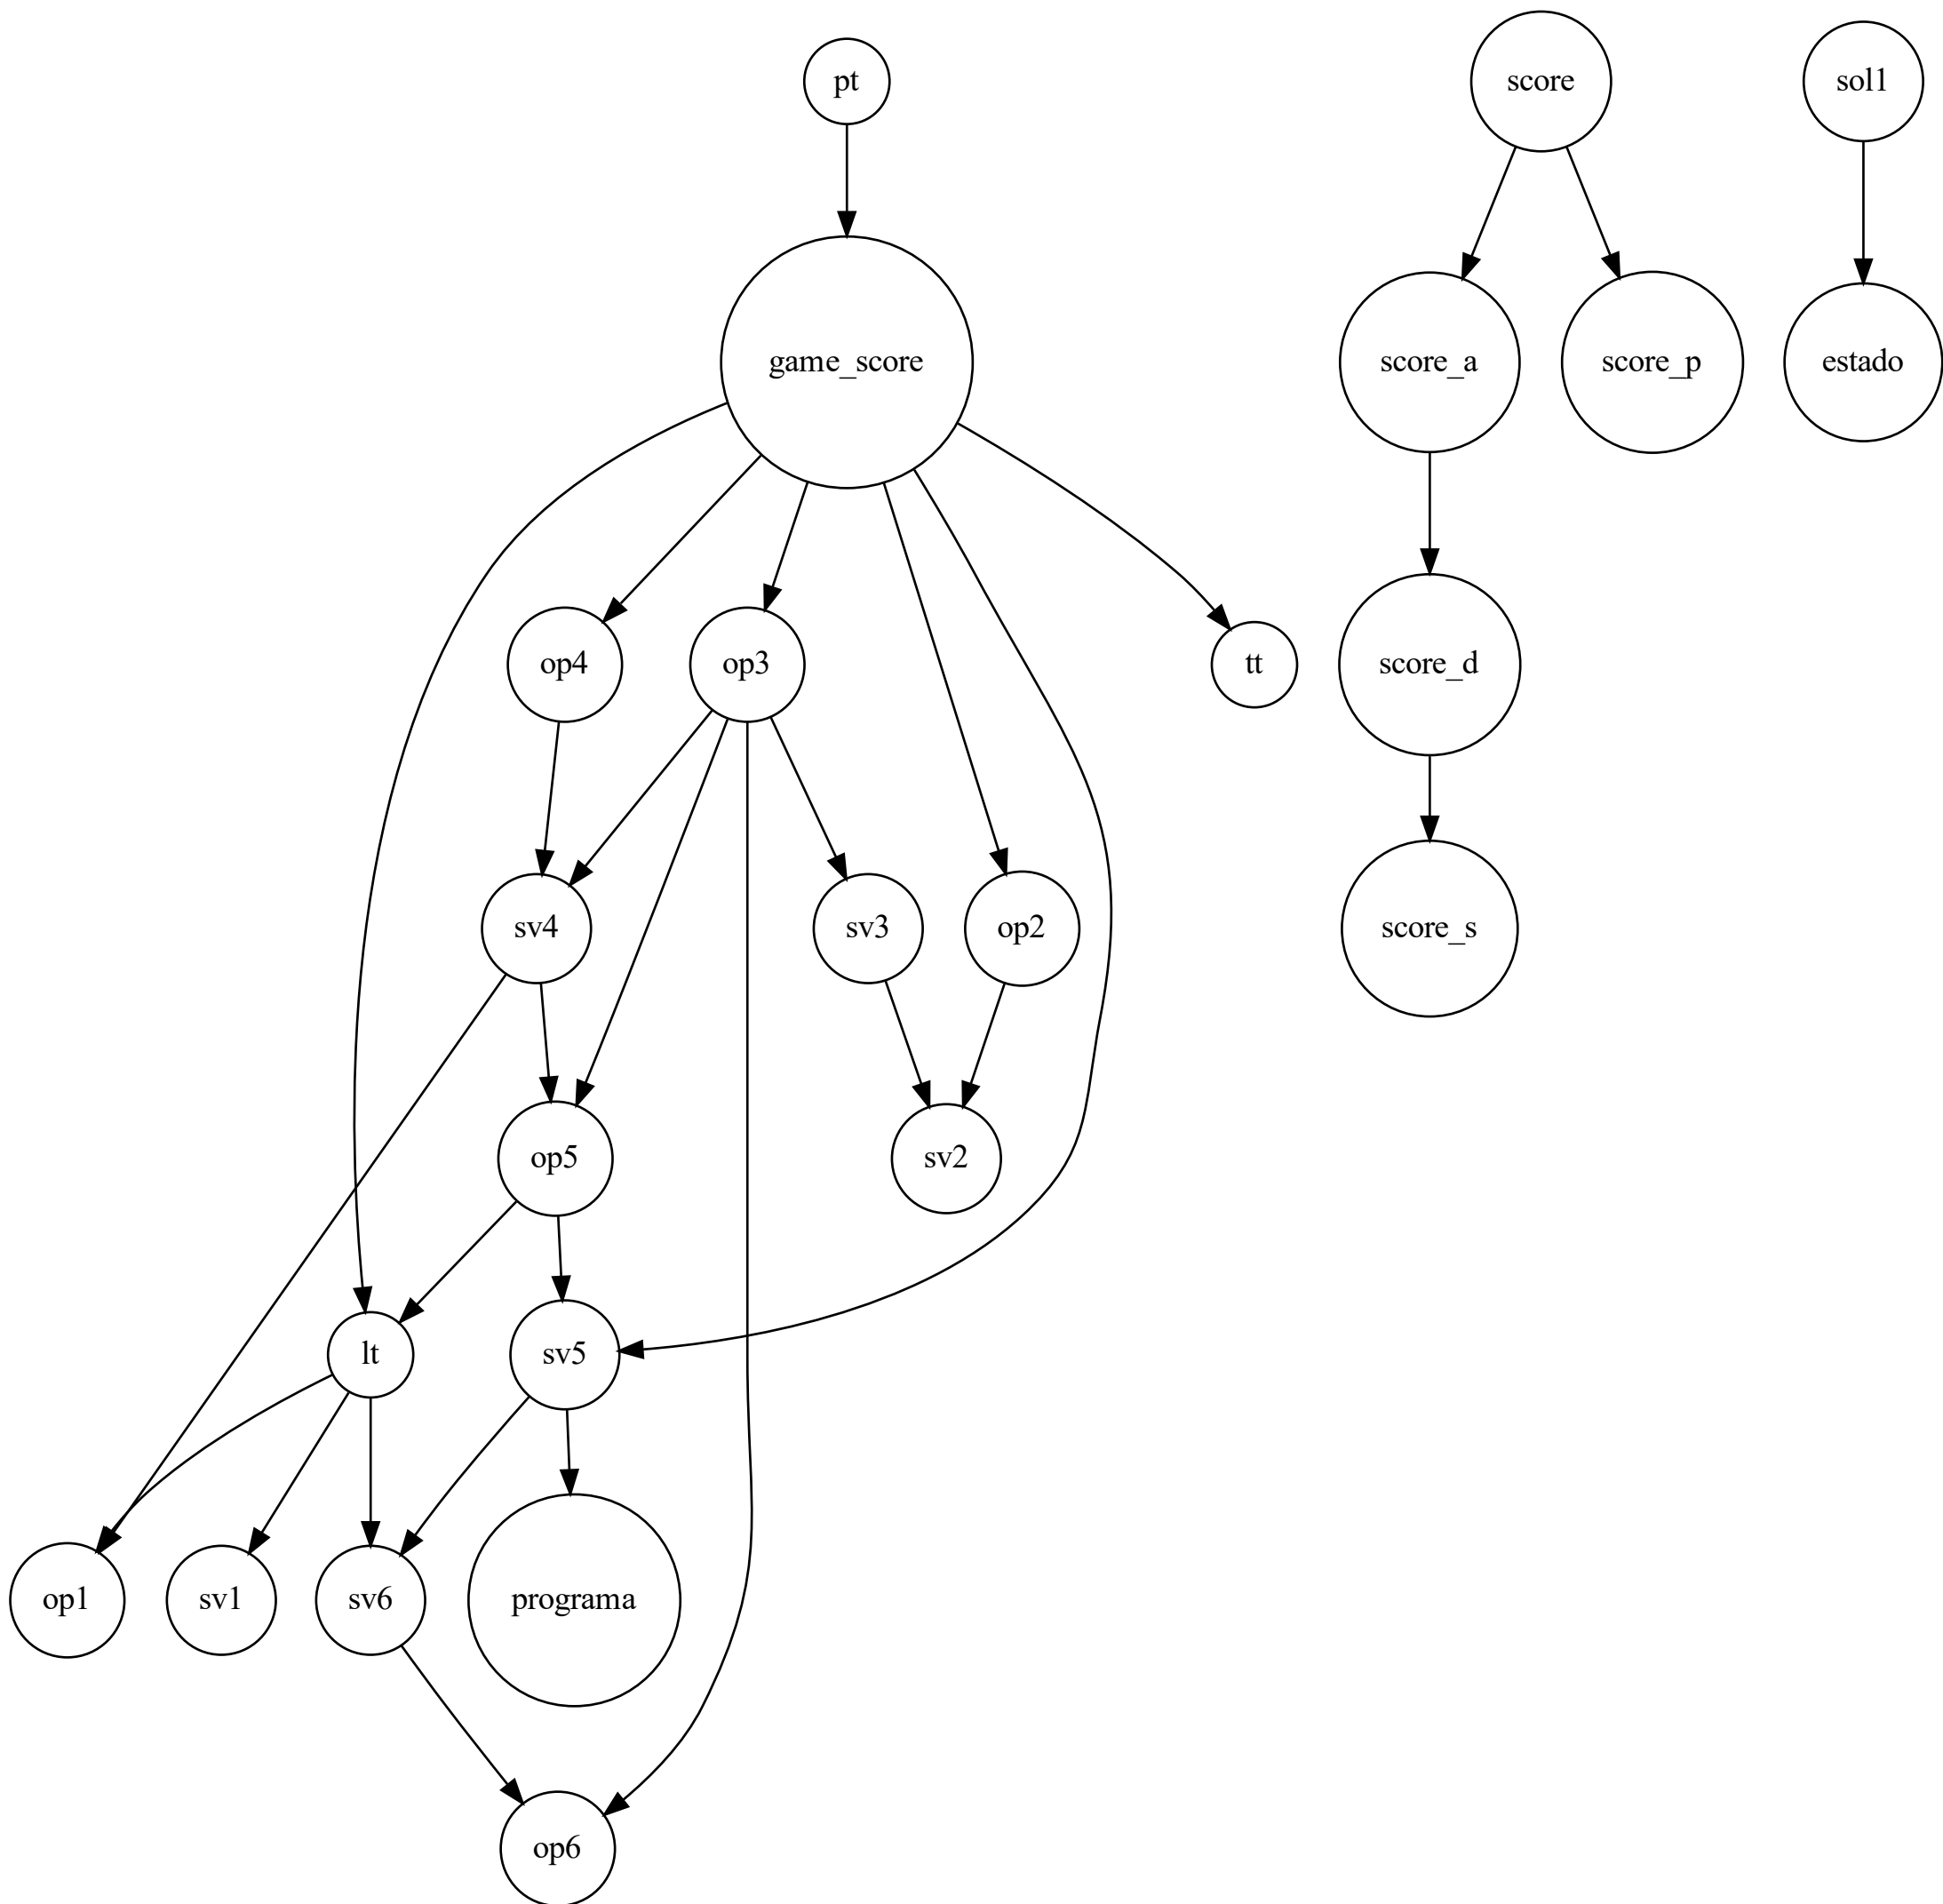 pt
score
sol1
game_score
score_a
score_p
estado
op4
op3
tt
score_d
sv4
sv3
op2
score_s
op5
sv2
lt
sv5
op1
sv1
sv6
programa
op6